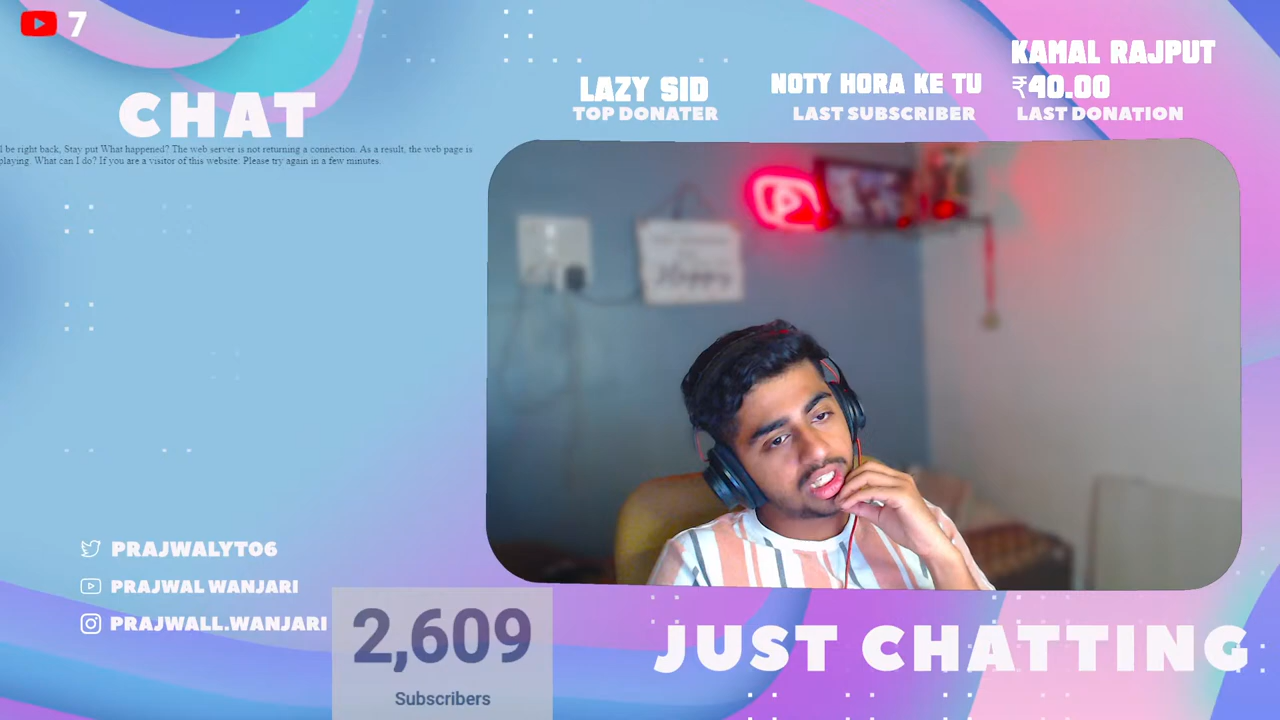 7
CHAT
l be right back, Stay put What happened? The web server is not returning a connection. As a result, the web page is
playing. What can I do? If you are a visitor of this website: Please try again in a few minutes.
LAZY SID
TOP DONATER
NOTY HORA KE TU
LAST SUBSCRIBER
KAMAL RAJPUT
₹40.00
LAST DONATION
Happy
PRAJWALYT06
PRAJWAL WANJARI
PRAJWALL.WANJARI
2,609
Subscribers
JUST CHATTING